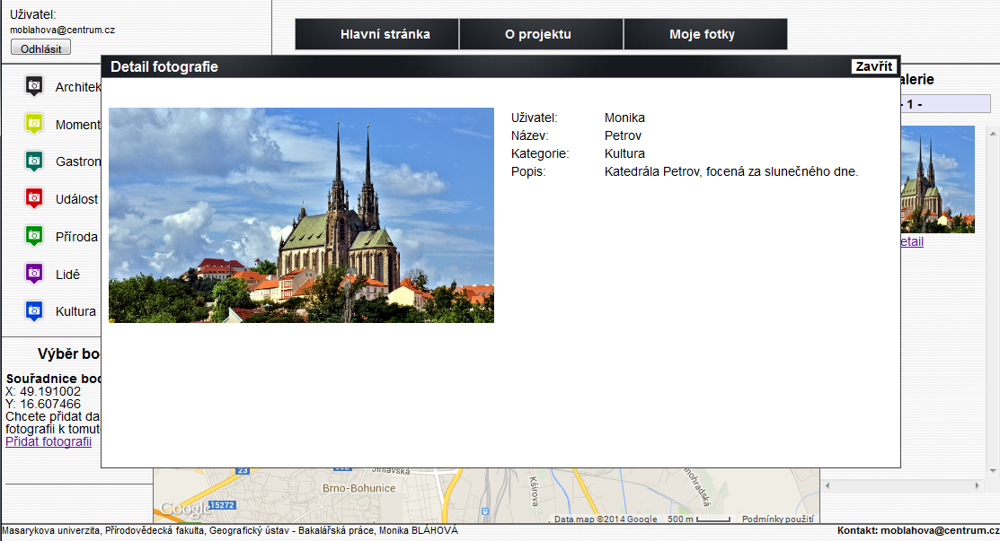 Uživatel:
moblahova@centrum.cz
Odhlásit
Hlavní stránka
O projektu
Moje fotky
Detail fotografie
Zavřít
Architek
Moment
Gastron
Událost
Příroda
Lidé
Kultura
Uživatel: Monika
Název: Petrov
Kategorie: Kultura
Popis: Katedrála Petrov, focená za slunečného dne.
alerie
- 1 -
etail
Výběr bo
Souřadnice boc
X: 49.191002
Y: 16.607466
Chcete přidat da
fotografii k tomut
Přidat fotografii
Jihlavská
23
Brno-Bohunice
15272
Kšírova
Google
Data map ©2014 Google
500 m
Podmínky použití
Masarykova univerzita, Přírodovědecká fakulta, Geografický ústav - Bakalářská práce, Monika BLÁHOVÁ
Kontakt: moblahova@centrum.cz